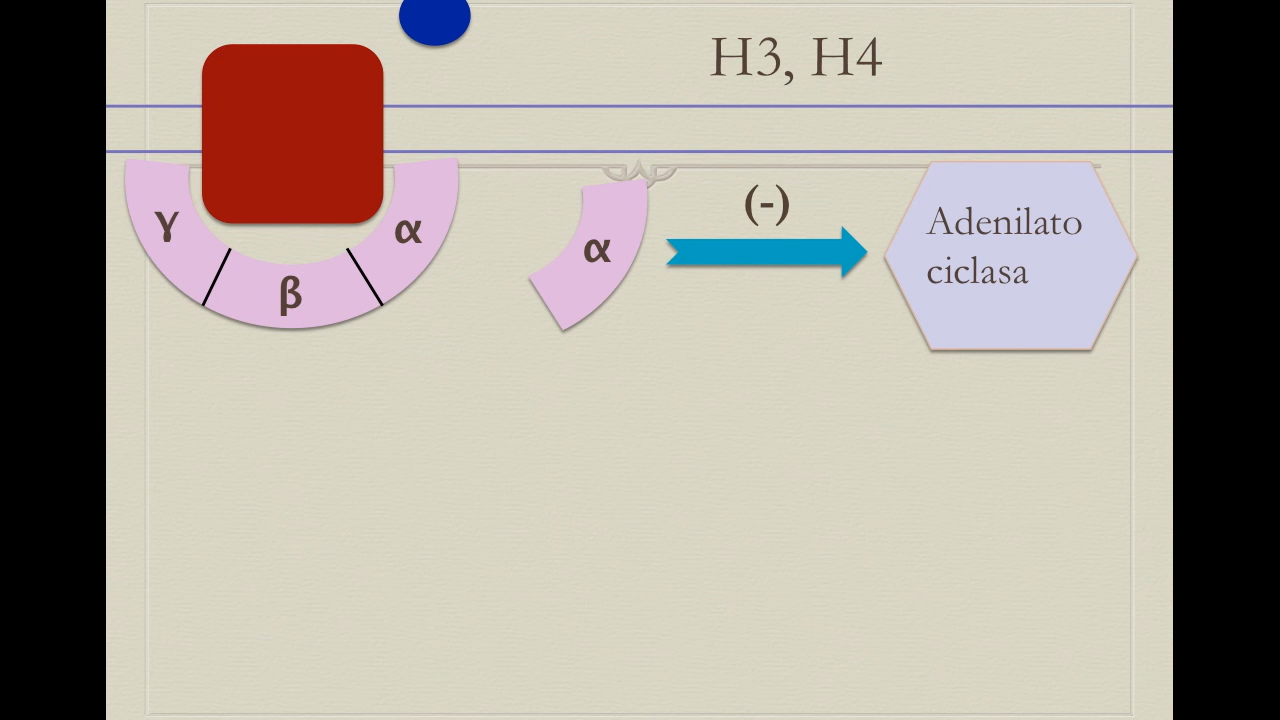 H3, H4
(-)
Adenilato
ciclasa
γ
α
α
β